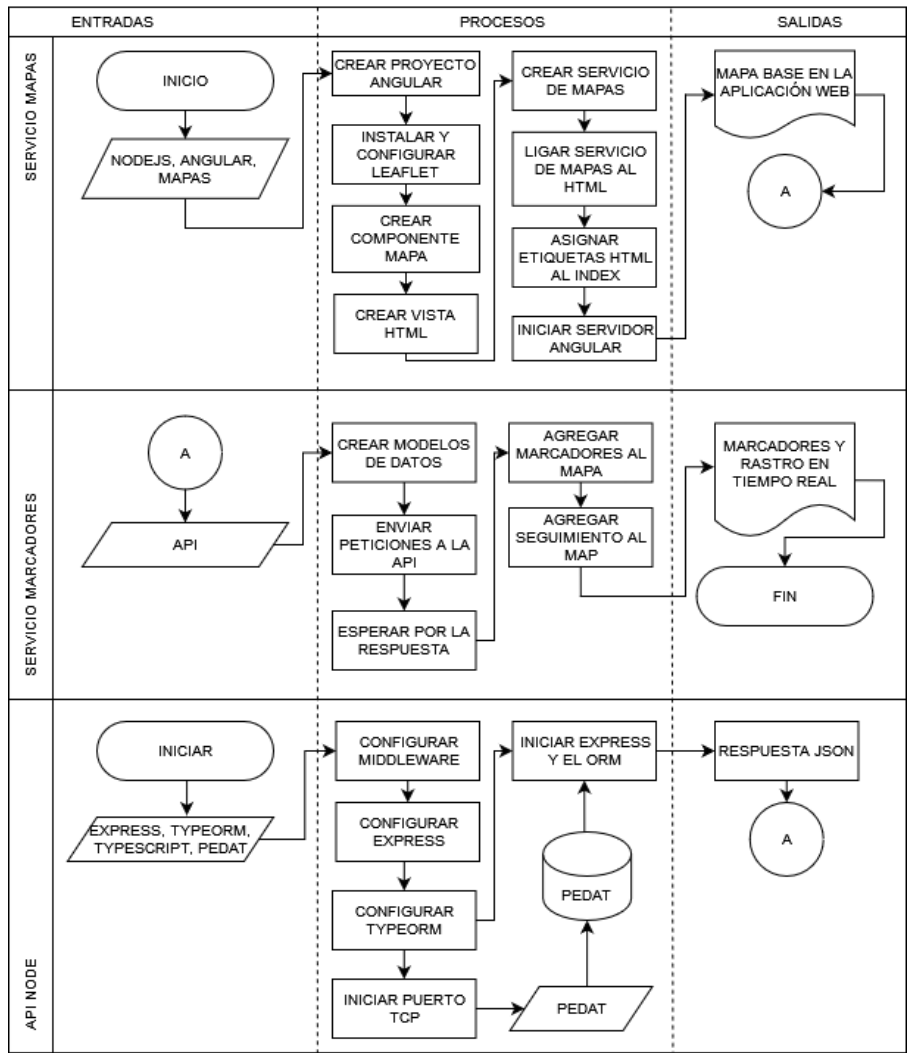 ENTRADAS
PROCESOS
SALIDAS
SERVICIO MAPAS
INICIO
NODEJS, ANGULAR,
MAPAS
CREAR PROYECTO
ANGULAR
INSTALAR Y
CONFIGURAR
LEAFLET
CREAR
COMPONENTE
MAPA
CREAR VISTA
HTML
CREAR SERVICIO
DE MAPAS
LIGAR SERVICIO
DE MAPAS AL
HTML
ASIGNAR
ETIQUETAS HTML
AL INDEX
INICIAR SERVIDOR
ANGULAR
MAPA BASE EN LA
APLICACIÓN WEB
A
SERVICIO MARCADORES
A
API
CREAR MODELOS
DE DATOS
ENVIAR
PETICIONES A LA
API
ESPERAR POR LA
RESPUESTA
AGREGAR
MARCADORES AL
MAPA
AGREGAR
SEGUIMIENTO AL
MAP
MARCADORES Y
RASTRO EN
TIEMPO REAL
FIN
API NODE
INICIAR
EXPRESS, TYPEORM,
TYPESCRIPT, PEDAT
CONFIGURAR
MIDDLEWARE
CONFIGURAR
EXPRESS
CONFIGURAR
TYPEORM
INICIAR PUERTO
TCP
INICIAR EXPRESS
Y EL ORM
PEDAT
PEDAT
RESPUESTA JSON
A